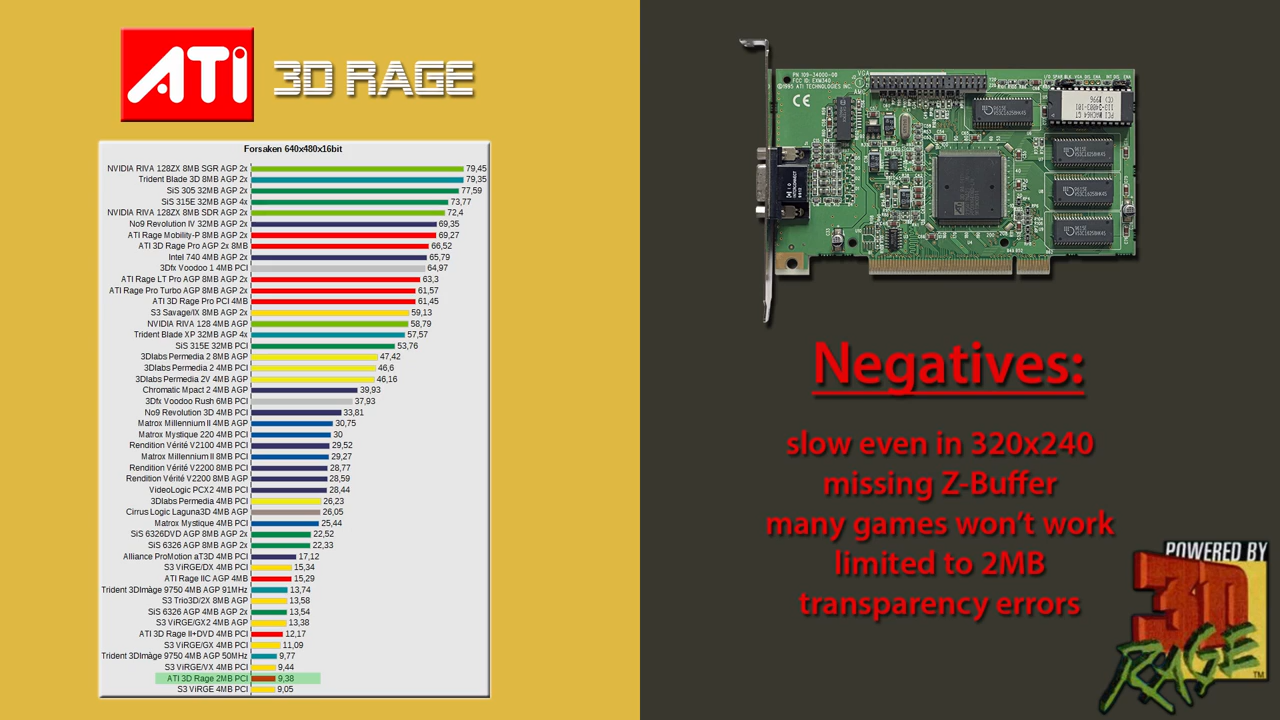 ATI
3D RAGE
Forsaken 640x480x16bit
NVIDIA RIVA 128ZX 8MB SGR AGP 2x 79,45
Trident Blade 3D 8MB AGP 2x 79,35
SiS 305 32MB AGP 2x 77,59
SiS 315E 32MB AGP 4x 73,77
NVIDIA RIVA 128ZX 8MB SDR AGP 2x 72,4
No9 Revolution IV 32MB AGP 2x 69,35
ATI Rage Mobility-P 8MB AGP 2x 69,27
ATI 3D Rage Pro AGP 2x 8MB 66,52
Intel 740 4MB AGP 2x 65,79
3Dfx Voodoo 1 4MB PCI 64,97
ATI Rage LT Pro AGP 8MB AGP 2x 63,3
ATI Rage Pro Turbo AGP 8MB AGP 2x 61,57
ATI 3D Rage Pro PCI 4MB 61,45
S3 Savage/IX 8MB AGP 2x 59,13
NVIDIA RIVA 128 4MB AGP 58,79
Trident Blade XP 32MB AGP 4x 57,57
SiS 315E 32MB PCI 53,76
3Dlabs Permedia 2 8MB AGP 47,42
3Dlabs Permedia 2 4MB PCI 46,6
3Dlabs Permedia 2V 4MB AGP 46,16
Chromatic Mpact 2 4MB AGP 39,93
3Dfx Voodoo Rush 6MB PCI 37,93
No9 Revolution 3D 4MB PCI 33,81
Matrox Millennium II 4MB AGP 30,75
Matrox Mystique 220 4MB PCI 30
Rendition Vérité V2100 4MB PCI 29,52
Matrox Millennium II 8MB PCI 29,27
Rendition Vérité V2200 8MB PCI 28,77
Rendition Vérité V2200 8MB AGP 28,59
VideoLogic PCX2 4MB PCI 28,44
3Dlabs Permedia 4MB PCI 26,23
Cirrus Logic Laguna3D 4MB AGP 26,05
Matrox Mystique 4MB PCI 25,44
SiS 6326DVD AGP 8MB AGP 2x 22,52
SiS 6326 AGP 8MB AGP 2x 22,33
Alliance ProMotion aT3D 4MB PCI 17,12
S3 ViRGE/DX 4MB PCI 15,34
ATI Rage IIC AGP 4MB 15,29
Trident 3DImàge 9750 4MB AGP 91MHz 13,74
S3 Trio3D/2X 8MB AGP 13,58
SiS 6326 AGP 4MB AGP 2x 13,54
S3 ViRGE/GX2 4MB AGP 13,38
ATI 3D Rage II+DVD 4MB PCI 12,17
S3 ViRGE/GX 4MB PCI 11,09
Trident 3DImàge 9750 4MB AGP 50MHz 9,77
S3 ViRGE/VX 4MB PCI 9,44
ATI 3D Rage 2MB PCI 9,38
S3 ViRGE 4MB PCI 9,05
PN 109-34000-00
FCC ID: EXM340
©1995 ATI TECHNOLOGIES INC.
CE
VGA
Negatives:
slow even in 320x240
missing Z-Buffer
many games won't work
limited to 2MB
transparency errors
POWERED BY
3D
RAGE
TM